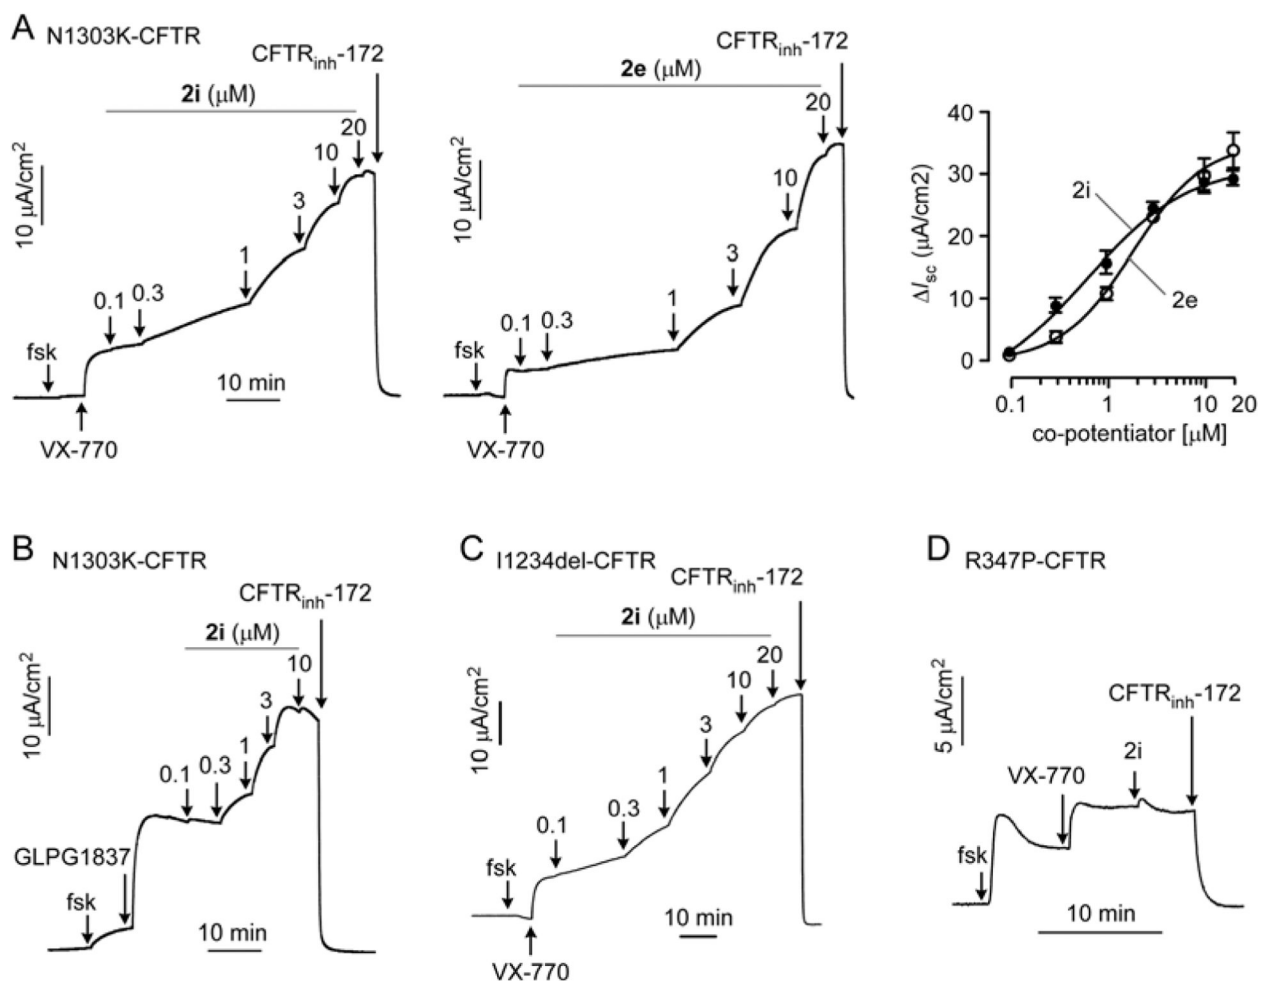 A N1303K-CFTR
CFTRinh-172
2i (μM)
20
10
3
1
0.3
0.1
fsk
VX-770
10 min
10 μA/cm2
CFTRinh-172
2e (μM)
20
10
3
1
0.3
0.1
fsk
VX-770
10 μA/cm2
40
30
20
10
0
ΔIsc (μA/cm2)
2i
2e
0.1 1 10 20
co-potentiator [μM]
B N1303K-CFTR
CFTRinh-172
2i (μM)
10
3
1
0.3
0.1
GLPG1837
fsk
10 min
10 μA/cm2
C I1234del-CFTR
CFTRinh-172
2i (μM)
20
10
3
1
0.3
0.1
fsk
VX-770
10 min
10 μA/cm2
D R347P-CFTR
CFTRinh-172
2i
VX-770
fsk
10 min
5 μA/cm2